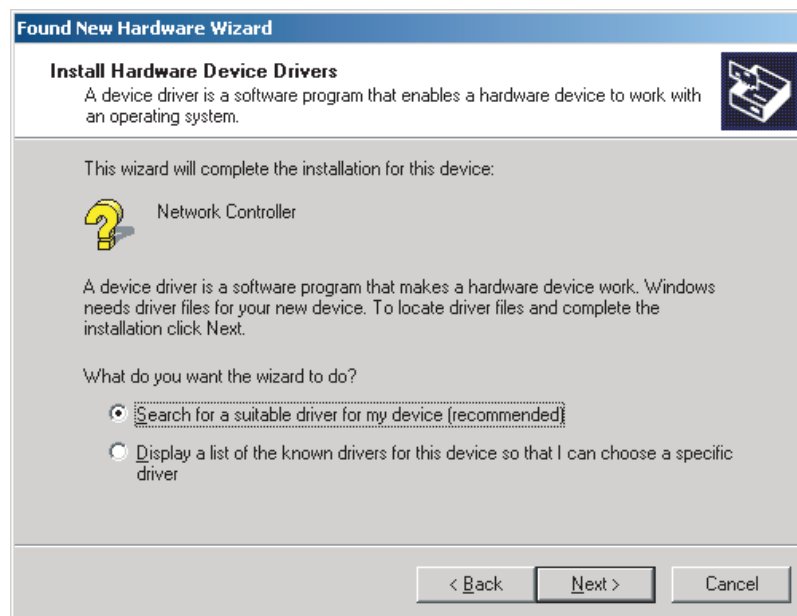 Found New Hardware Wizard
Install Hardware Device Drivers
A device driver is a software program that enables a hardware device to work with
an operating system.
This wizard will complete the installation for this device:
Network Controller
A device driver is a software program that makes a hardware device work. Windows
needs driver files for your new device. To locate driver files and complete the
installation click Next.
What do you want the wizard to do?
Search for a suitable driver for my device (recommended)
Display a list of the known drivers for this device so that I can choose a specific
driver
< Back Next > Cancel